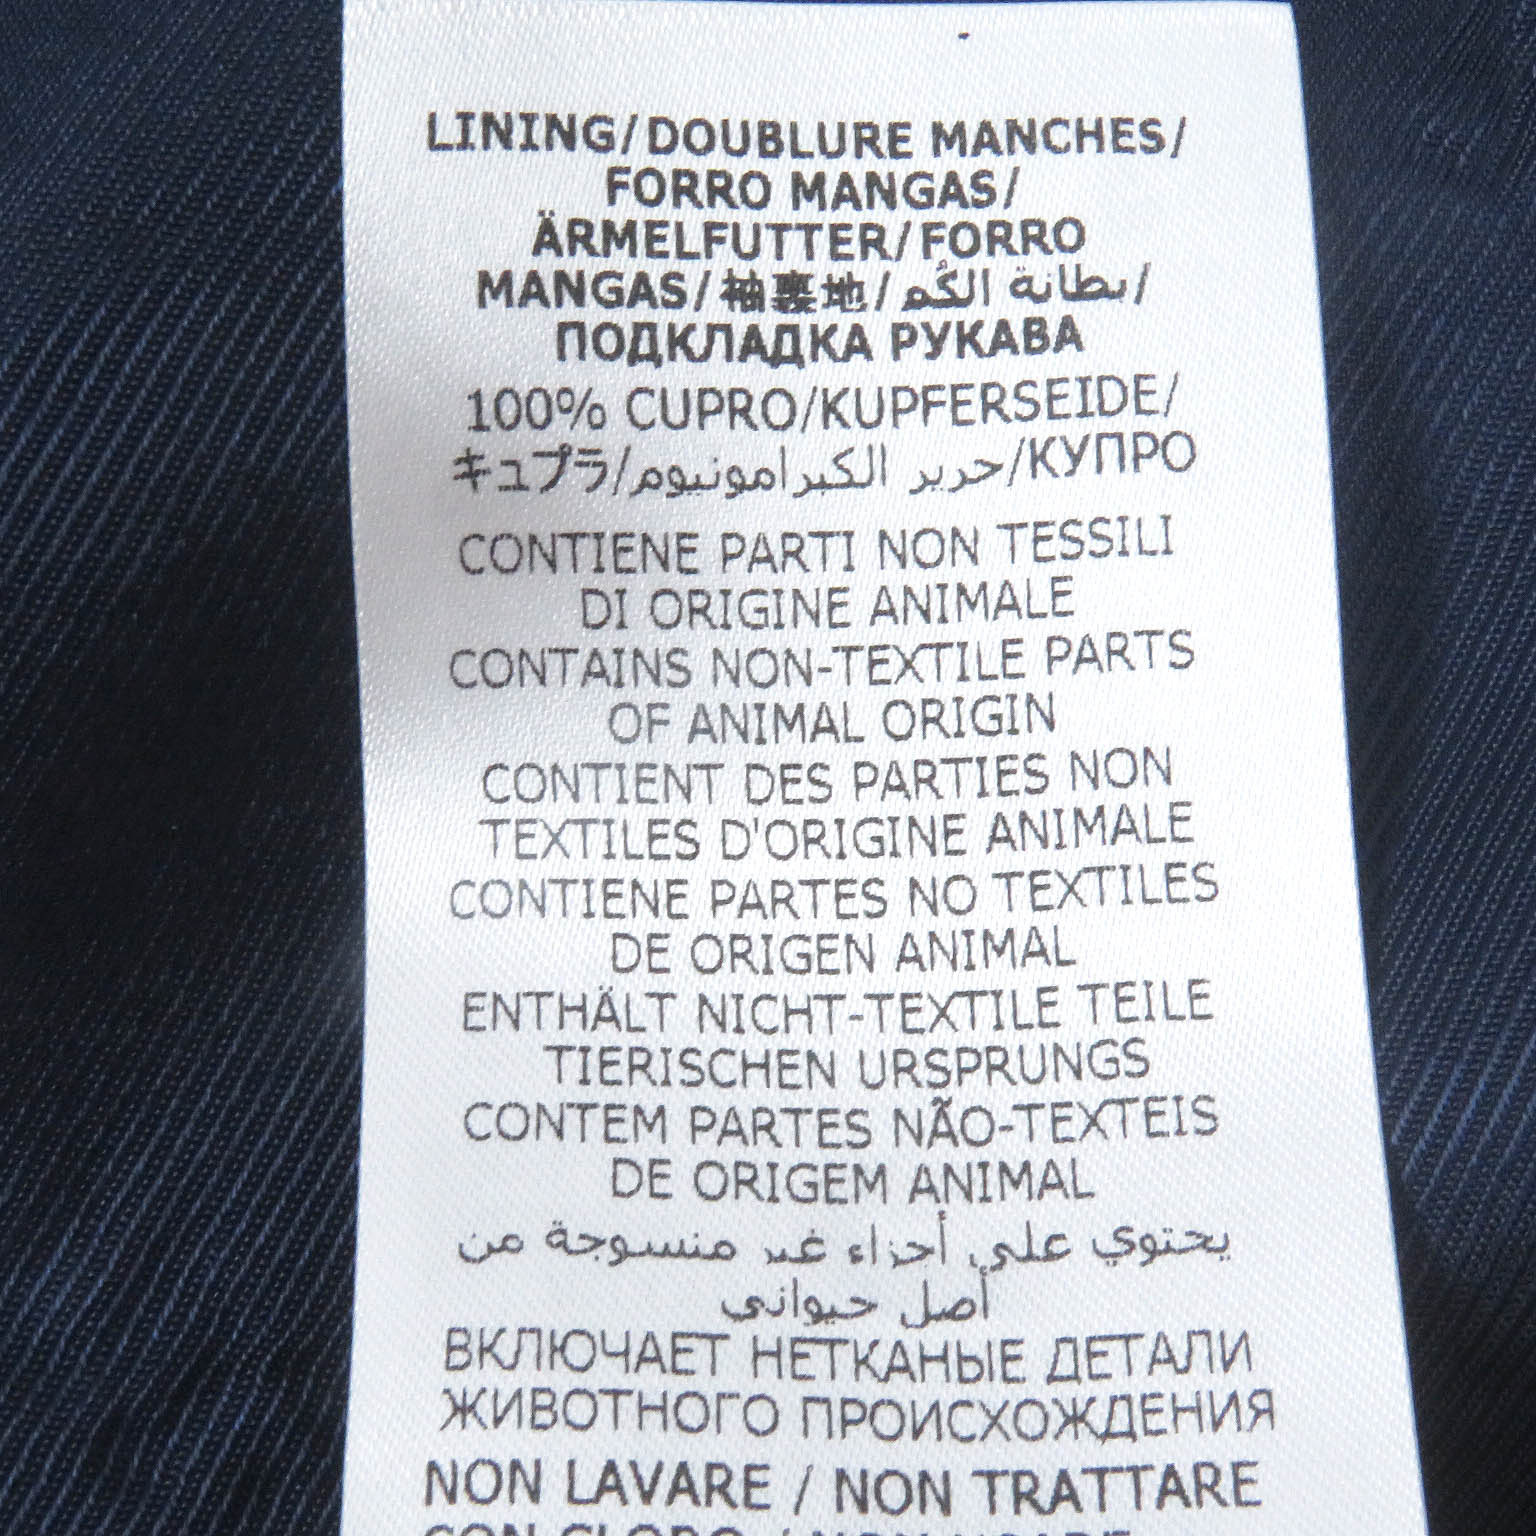 LINING/DOUBLURE MANCHES/
FORRO MANGAS/
ÄRMELFUTTER/FORRO
MANGAS/袖裏地/بطانة الكُم/
ПОДКЛАДКА РУКАВА
100% CUPRO/KUPFERSEIDE/
キュプラ/حرير الكبرامونيوم/КУПРО
CONTIENE PARTI NON TESSILI
DI ORIGINE ANIMALE
CONTAINS NON-TEXTILE PARTS
OF ANIMAL ORIGIN
CONTIENT DES PARTIES NON
TEXTILES D'ORIGINE ANIMALE
CONTIENE PARTES NO TEXTILES
DE ORIGEN ANIMAL
ENTHÄLT NICHT-TEXTILE TEILE
TIERISCHEN URSPRUNGS
CONTEM PARTES NÃO-TEXTEIS
DE ORIGEM ANIMAL
يحتوي على أجزاء غير منسوجة من
أصل حيواني
ВКЛЮЧАЕТ НЕТКАНЫЕ ДЕТАЛИ
ЖИВОТНОГО ПРОИСХОЖДЕНИЯ
NON LAVARE / NON TRATTARE
CON CLORO / NON USARE